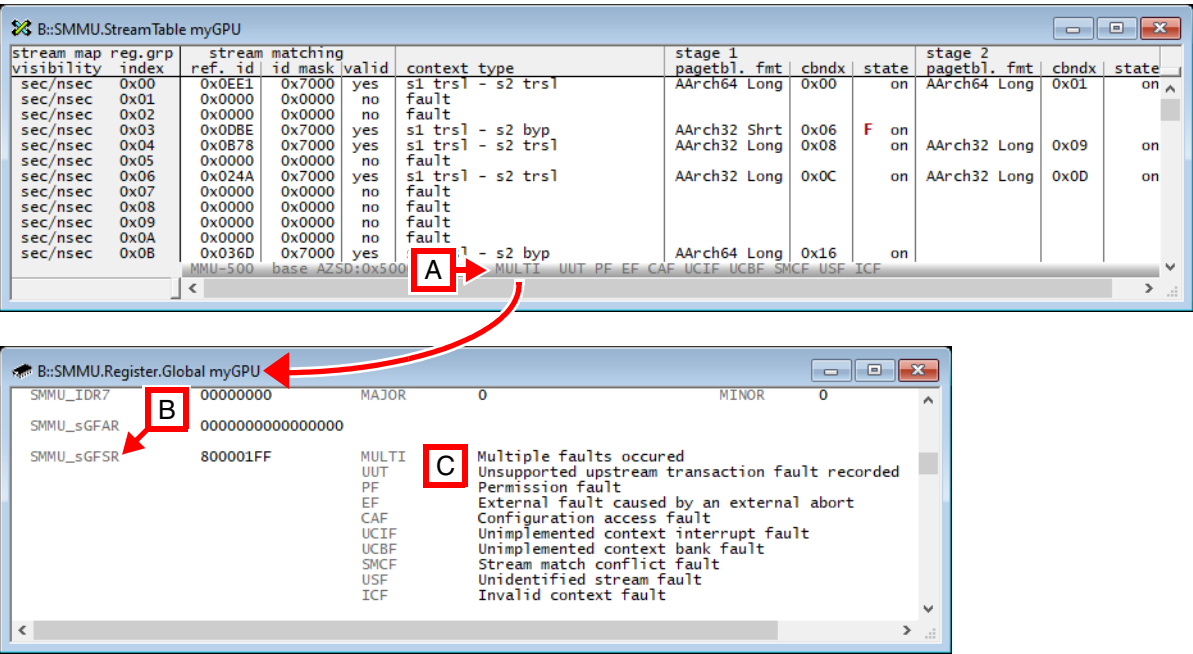 B::SMMU.StreamTable myGPU
stream map reg.grp stream matching stage 1 stage 2
visibility index ref. id id mask valid context type pagetbl. fmt cbndx state pagetbl. fmt cbndx state
sec/nsec 0x00 0x0EE1 0x7000 yes s1 trsl - s2 trsl AArch64 Long 0x00 on AArch64 Long 0x01 on
sec/nsec 0x01 0x0000 0x0000 no fault
sec/nsec 0x02 0x0000 0x0000 no fault
sec/nsec 0x03 0x0DBE 0x7000 yes s1 trsl - s2 byp AArch32 Shrt 0x06 F on
sec/nsec 0x04 0x0B78 0x7000 yes s1 trsl - s2 trsl AArch32 Long 0x08 on AArch32 Long 0x09 on
sec/nsec 0x05 0x0000 0x0000 no fault
sec/nsec 0x06 0x024A 0x7000 yes s1 trsl - s2 trsl AArch32 Long 0x0C on AArch32 Long 0x0D on
sec/nsec 0x07 0x0000 0x0000 no fault
sec/nsec 0x08 0x0000 0x0000 no fault
sec/nsec 0x09 0x0000 0x0000 no fault
sec/nsec 0x0A 0x0000 0x0000 no fault
sec/nsec 0x0B 0x036D 0x7000 yes - s2 byp AArch64 Long 0x16 on
MMU-500 base AZSD:0x500 A MULTI UUT PF EF CAF UCIF UCBF SMCF USF ICF
B::SMMU.Register.Global myGPU
SMMU_IDR7 00000000 MAJOR 0 MINOR 0
B
SMMU_sGFAR 0000000000000000
SMMU_sGFSR 800001FF MULTI C Multiple faults occured
UUT Unsupported upstream transaction fault recorded
PF Permission fault
EF External fault caused by an external abort
CAF Configuration access fault
UCIF Unimplemented context interrupt fault
UCBF Unimplemented context bank fault
SMCF Stream match conflict fault
USF Unidentified stream fault
ICF Invalid context fault